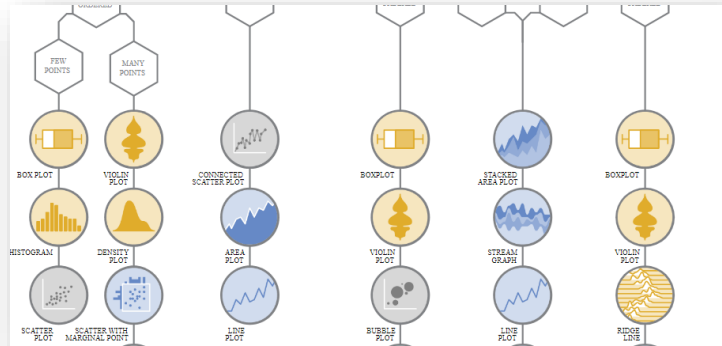 ORDERED
FEW
POINTS
MANY
POINTS
BOX PLOT
VIOLIN
PLOT
CONNECTED
SCATTER PLOT
BOXPLOT
STACKED
AREA PLOT
BOXPLOT
HISTOGRAM
DENSITY
PLOT
AREA
PLOT
VIOLIN
PLOT
STREAM
GRAPH
VIOLIN
PLOT
SCATTER
PLOT
SCATTER WITH
MARGINAL POINT
LINE
PLOT
BUBBLE
PLOT
LINE
PLOT
RIDGE
LINE